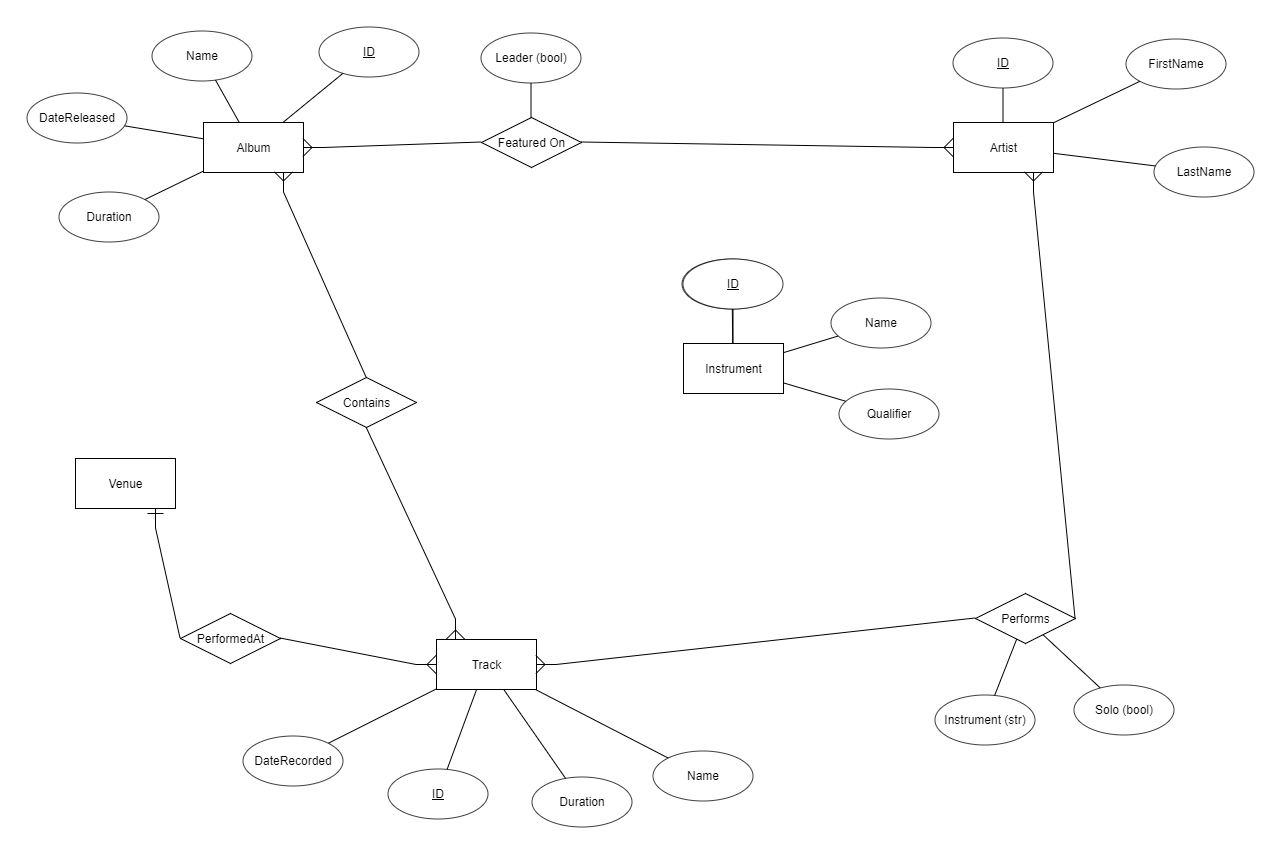 Name
ID
Leader (bool)
ID
FirstName
DateReleased
Album
Featured On
Artist
LastName
Duration
ID
Name
Instrument
Qualifier
Contains
Venue
PerformedAt
Track
Performs
Instrument (str)
Solo (bool)
DateRecorded
ID
Duration
Name